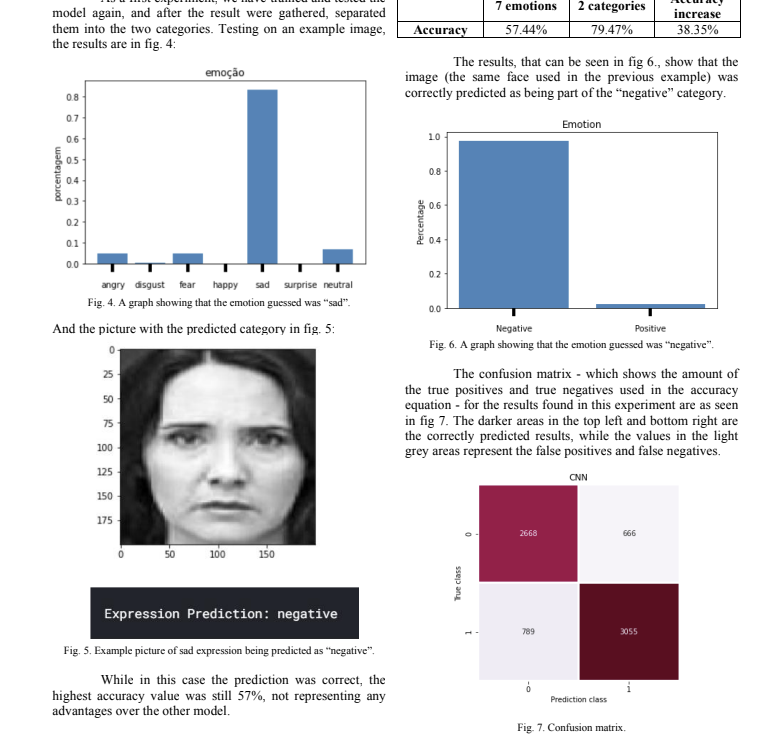 As a first experiment, we have trained and tested the
model again, and after the result were gathered, separated
them into the two categories. Testing on an example image,
the results are in fig. 4:
emoção
porcentagem
0.8
0.7
0.6
0.5
0.4
0.3
0.2
0.1
0.0
angry disgust fear happy sad surprise neutral
Fig. 4. A graph showing that the emotion guessed was “sad”.
And the picture with the predicted category in fig. 5:
0
25
50
75
100
125
150
175
0 50 100 150
Expression Prediction: negative
Fig. 5. Example picture of sad expression being predicted as “negative”.
While in this case the prediction was correct, the
highest accuracy value was still 57%, not representing any
advantages over the other model.
7 emotions 2 categories Accuracy
increase
Accuracy 57.44% 79.47% 38.35%
The results, that can be seen in fig 6., show that the
image (the same face used in the previous example) was
correctly predicted as being part of the “negative” category.
Emotion
Percentage
1.0
0.8
0.6
0.4
0.2
0.0
Negative Positive
Fig. 6. A graph showing that the emotion guessed was “negative”.
The confusion matrix - which shows the amount of
the true positives and true negatives used in the accuracy
equation - for the results found in this experiment are as seen
in fig 7. The darker areas in the top left and bottom right are
the correctly predicted results, while the values in the light
grey areas represent the false positives and false negatives.
CNN
True class
0
2668 666
1
789 3055
0 1
Prediction class
Fig. 7. Confusion matrix.